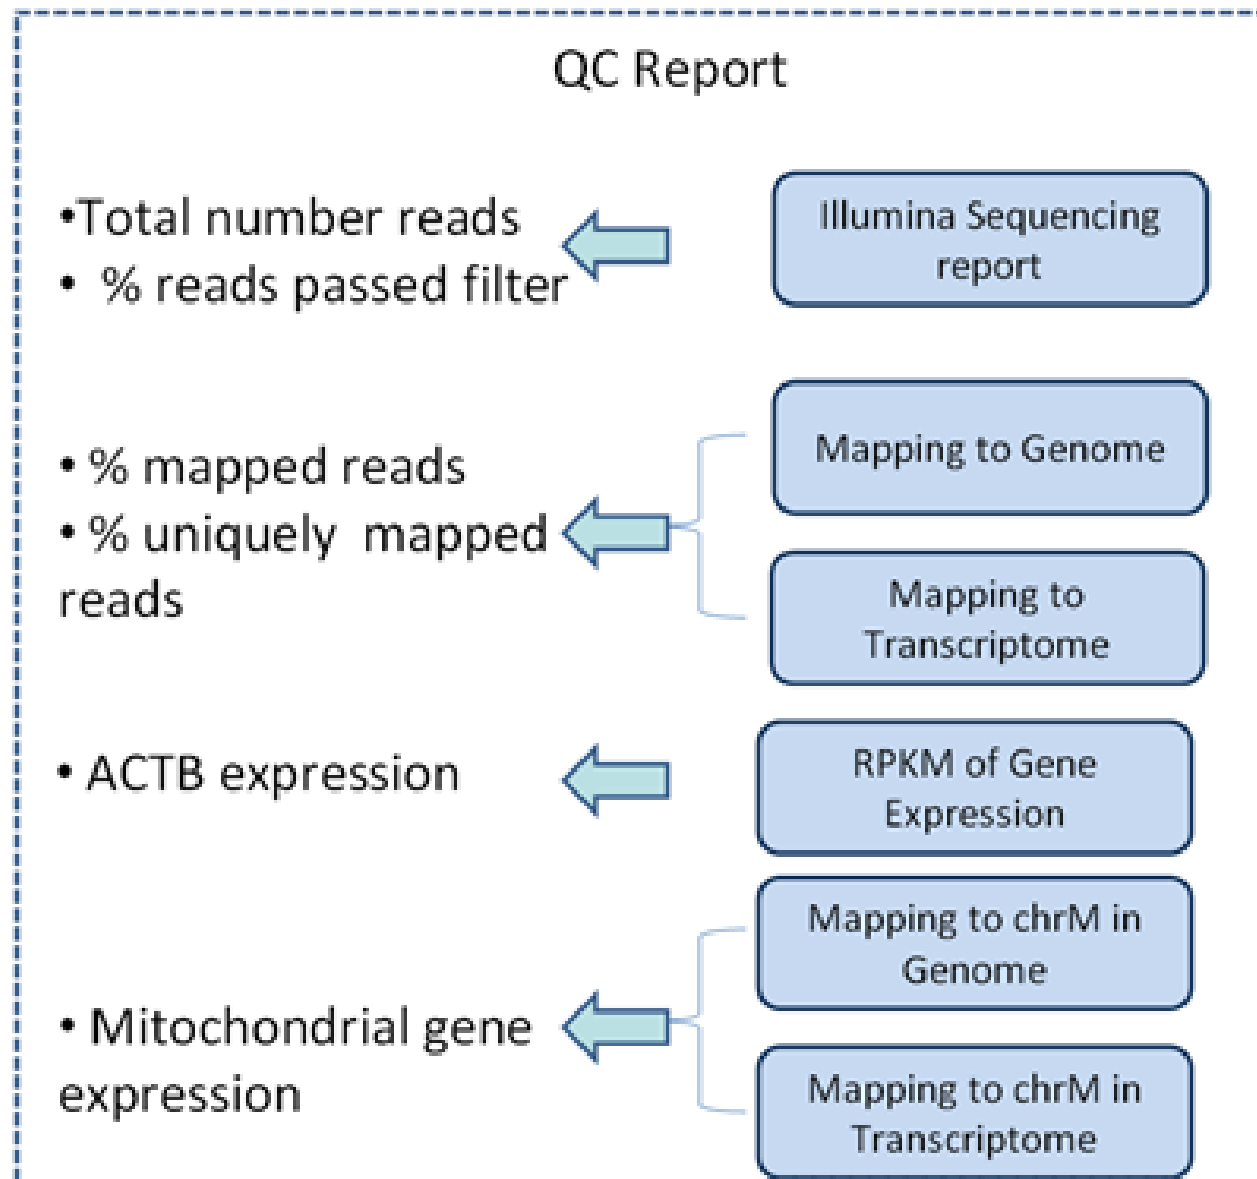 QC Report
•Total number reads
• % reads passed filter
Illumina Sequencing
report
• % mapped reads
• % uniquely mapped
reads
Mapping to Genome
Mapping to
Transcriptome
• ACTB expression
RPKM of Gene
Expression
• Mitochondrial gene
expression
Mapping to chrM in
Genome
Mapping to chrM in
Transcriptome